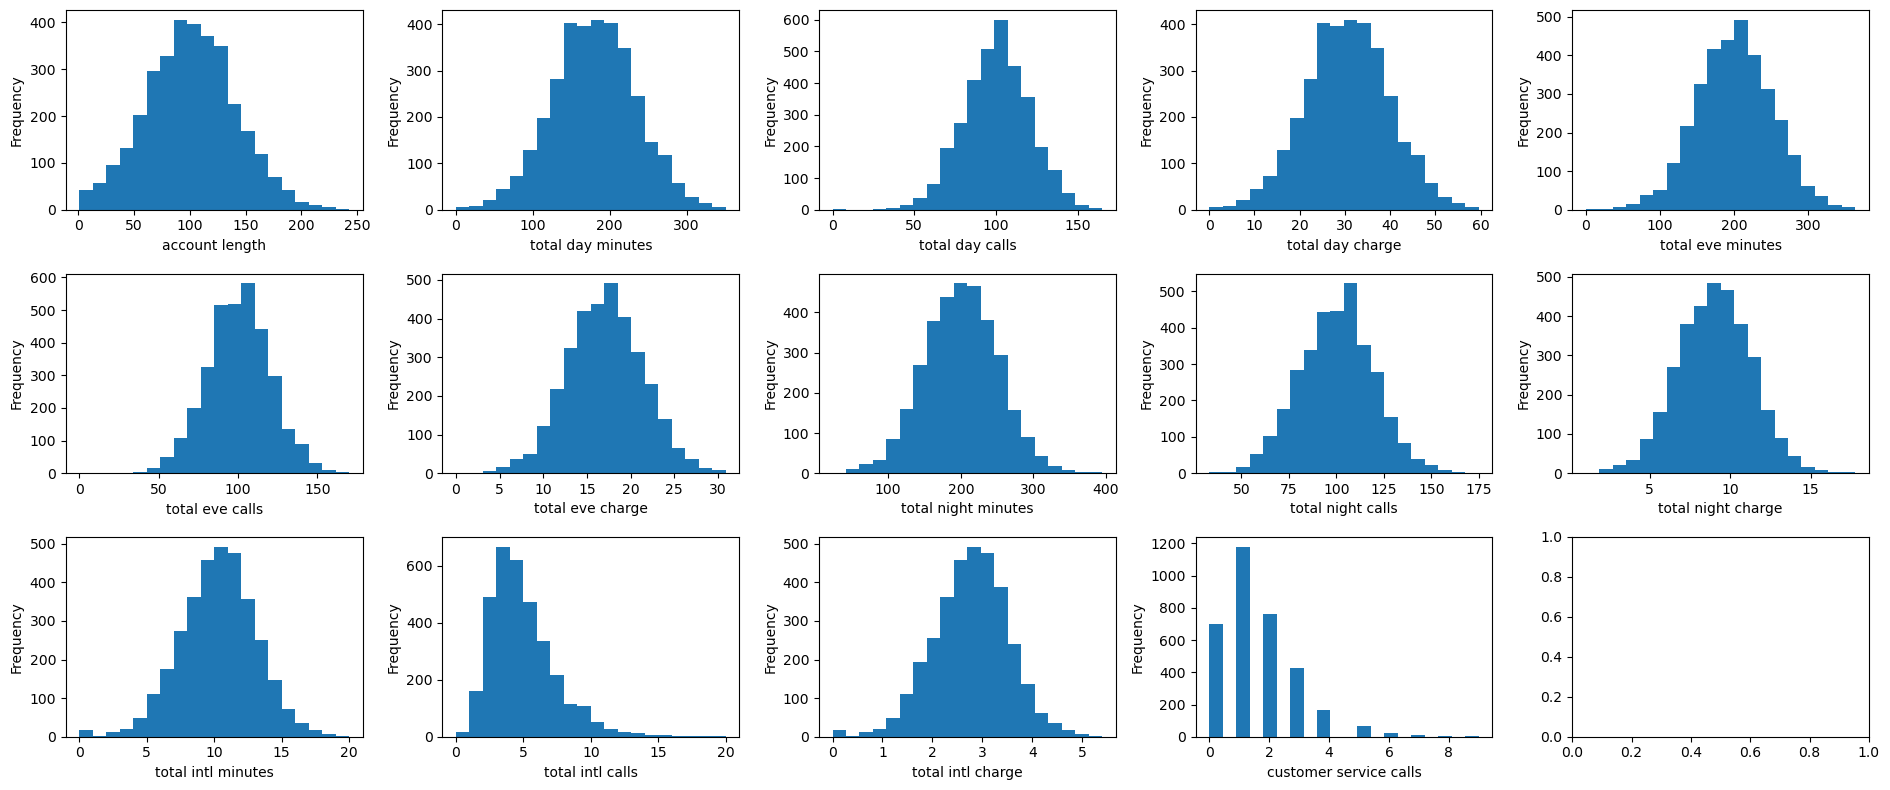 400
300
200
100
0
Frequency
0 50 100 150 200 250
account length
400
300
200
100
0
Frequency
0 100 200 300
total day minutes
600
500
400
300
200
100
0
Frequency
0 50 100 150
total day calls
400
300
200
100
0
Frequency
0 10 20 30 40 50 60
total day charge
500
400
300
200
100
0
Frequency
0 100 200 300
total eve minutes
600
500
400
300
200
100
0
Frequency
0 50 100 150
total eve calls
500
400
300
200
100
0
Frequency
0 5 10 15 20 25 30
total eve charge
400
300
200
100
0
Frequency
100 200 300 400
total night minutes
500
400
300
200
100
0
Frequency
50 75 100 125 150 175
total night calls
500
400
300
200
100
0
Frequency
5 10 15
total night charge
500
400
300
200
100
0
Frequency
0 5 10 15 20
total intl minutes
600
400
200
0
Frequency
0 5 10 15 20
total intl calls
500
400
300
200
100
0
Frequency
0 1 2 3 4 5
total intl charge
1200
1000
800
600
400
200
0
Frequency
0 2 4 6 8
customer service calls
1.0
0.8
0.6
0.4
0.2
0.0
0.0 0.2 0.4 0.6 0.8 1.0